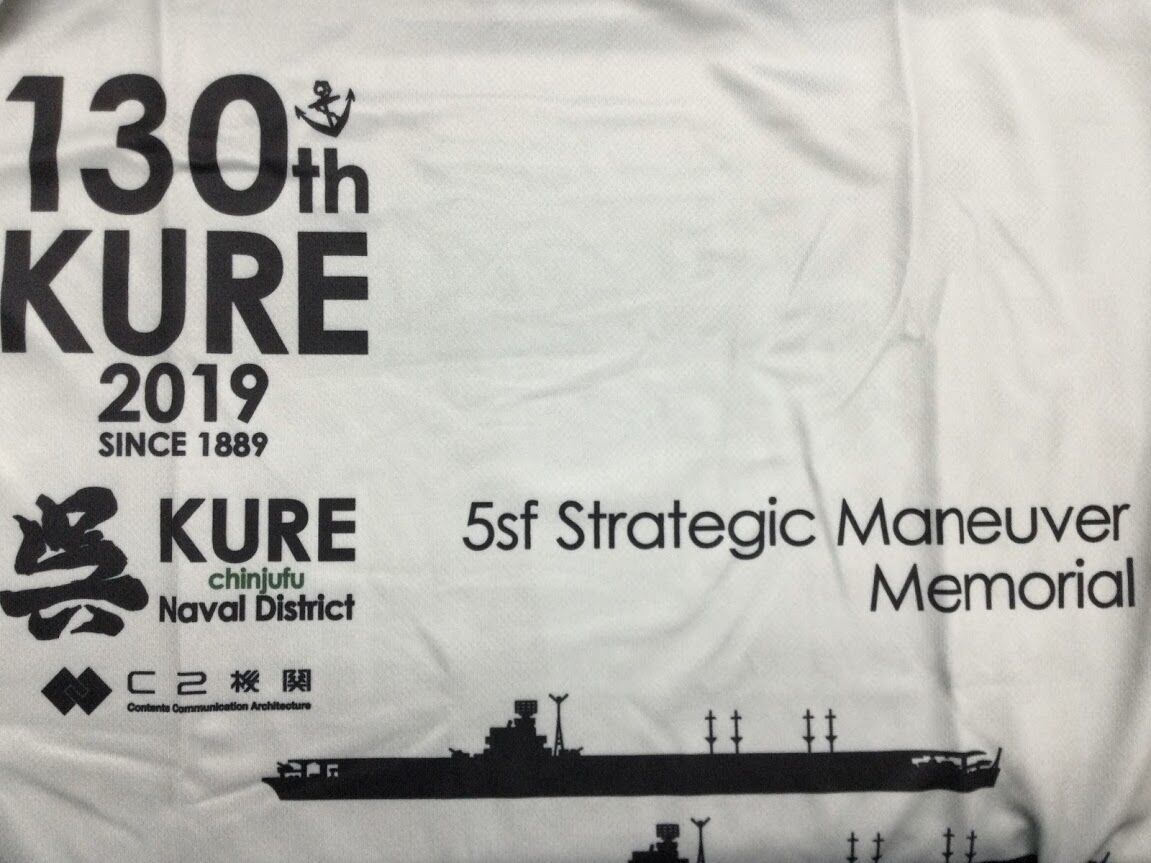 130th
KURE
2019
SINCE 1889
呉
KURE
chinjufu
Naval District
C2機関
Contents Communication Architecture
5sf Strategic Maneuver
Memorial